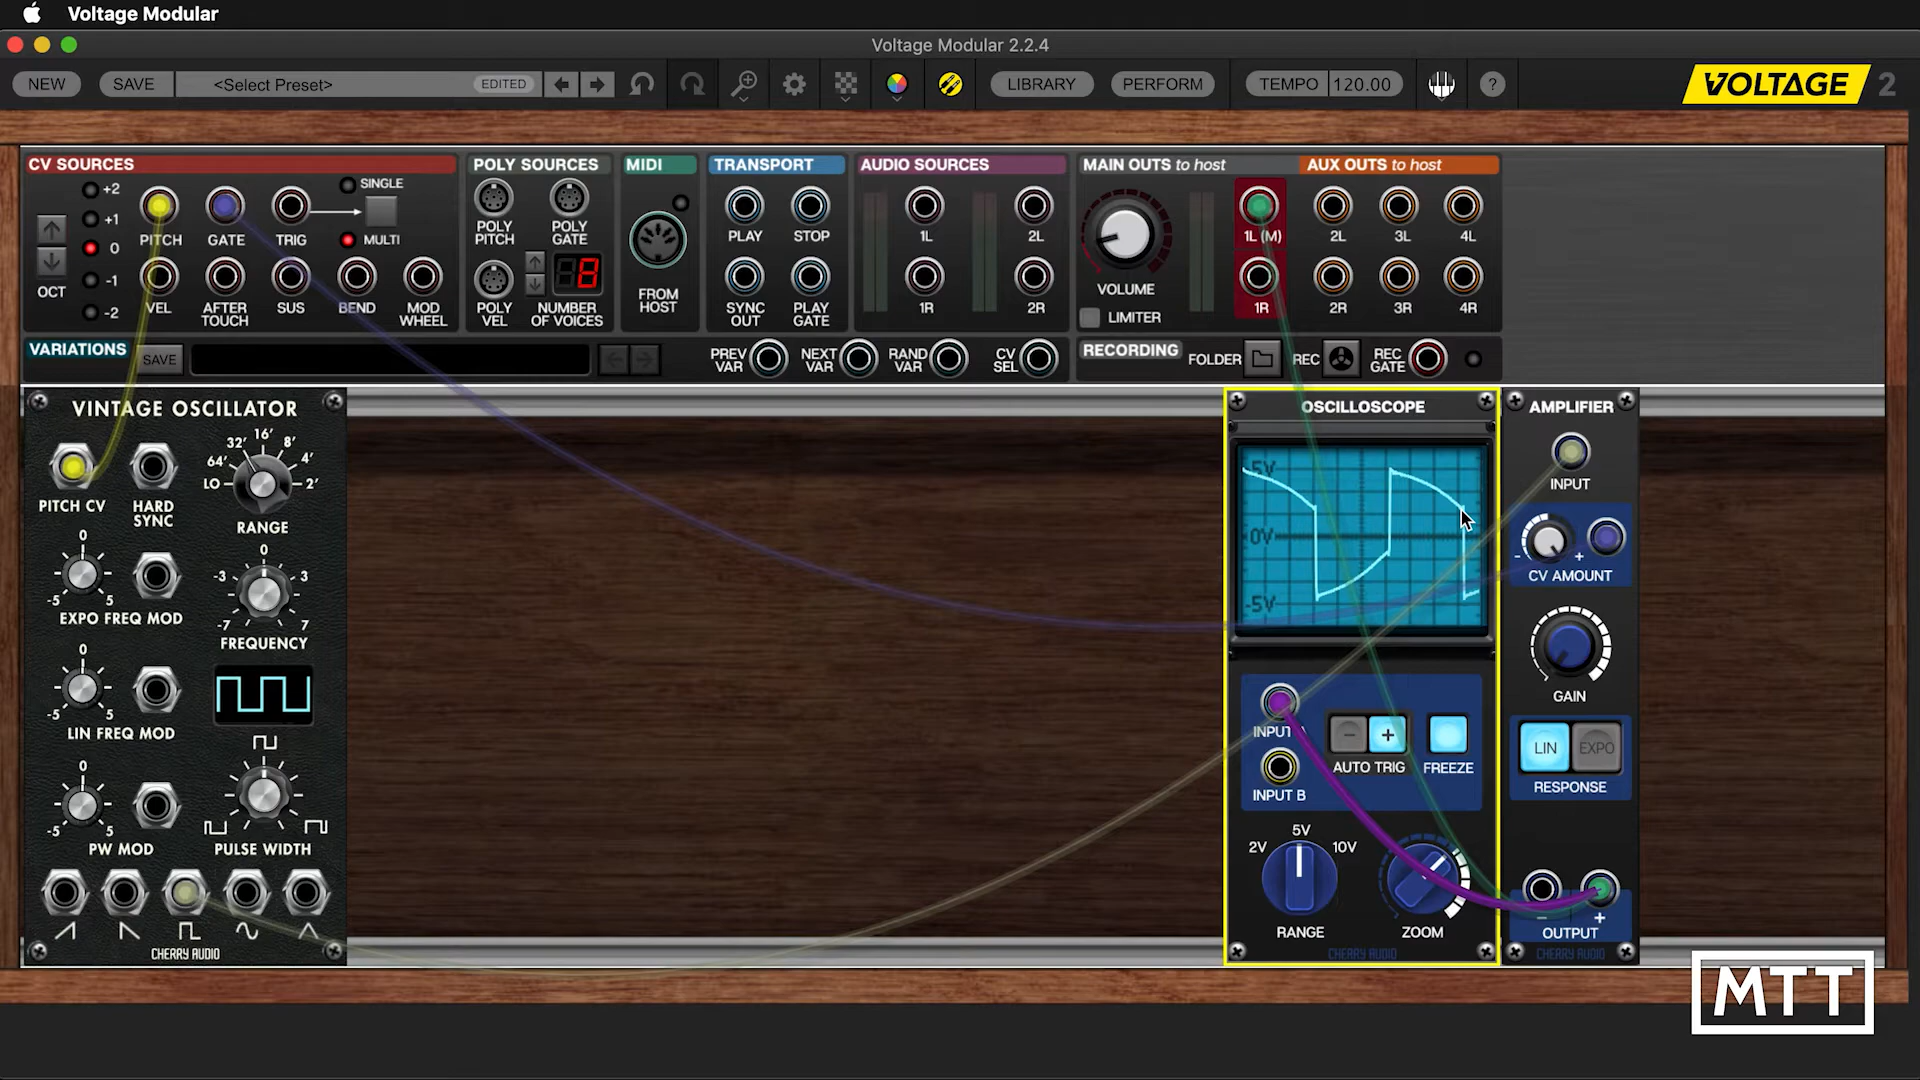 Voltage Modular
Voltage Modular 2.2.4
NEW
SAVE
<Select Preset>
EDITED
LIBRARY
PERFORM
TEMPO
120.00
?
VOLTAGE 2
CV SOURCES
+2
+1
0
-1
-2
OCT
PITCH
GATE
TRIG
SINGLE
MULTI
VEL
AFTER
TOUCH
SUS
BEND
MOD
WHEEL
POLY SOURCES
POLY
PITCH
POLY
GATE
POLY
VEL
8
NUMBER
OF VOICES
MIDI
FROM
HOST
TRANSPORT
PLAY
STOP
SYNC
OUT
PLAY
GATE
AUDIO SOURCES
1L
2L
1R
2R
MAIN OUTS to host
VOLUME
LIMITER
1L (M)
1R
AUX OUTS to host
2L
3L
4L
2R
3R
4R
VARIATIONS
SAVE
PREV
VAR
NEXT
VAR
RAND
VAR
CV
SEL
RECORDING
FOLDER
REC
REC
GATE
VINTAGE OSCILLATOR
PITCH CV
HARD
SYNC
LO
64'
32'
16'
8'
4'
2'
RANGE
0
-5
5
EXPO FREQ MOD
0
-3
3
-7
7
FREQUENCY
0
-5
5
LIN FREQ MOD
0
-5
5
PW MOD
PULSE WIDTH
CHERRY AUDIO
OSCILLOSCOPE
5V
0V
-5V
INPUT A
INPUT B
- +
AUTO TRIG
FREEZE
2V
5V
10V
RANGE
ZOOM
CHERRY AUDIO
AMPLIFIER
INPUT
- +
CV AMOUNT
GAIN
LIN
EXPO
RESPONSE
- +
OUTPUT
CHERRY AUDIO
MTT